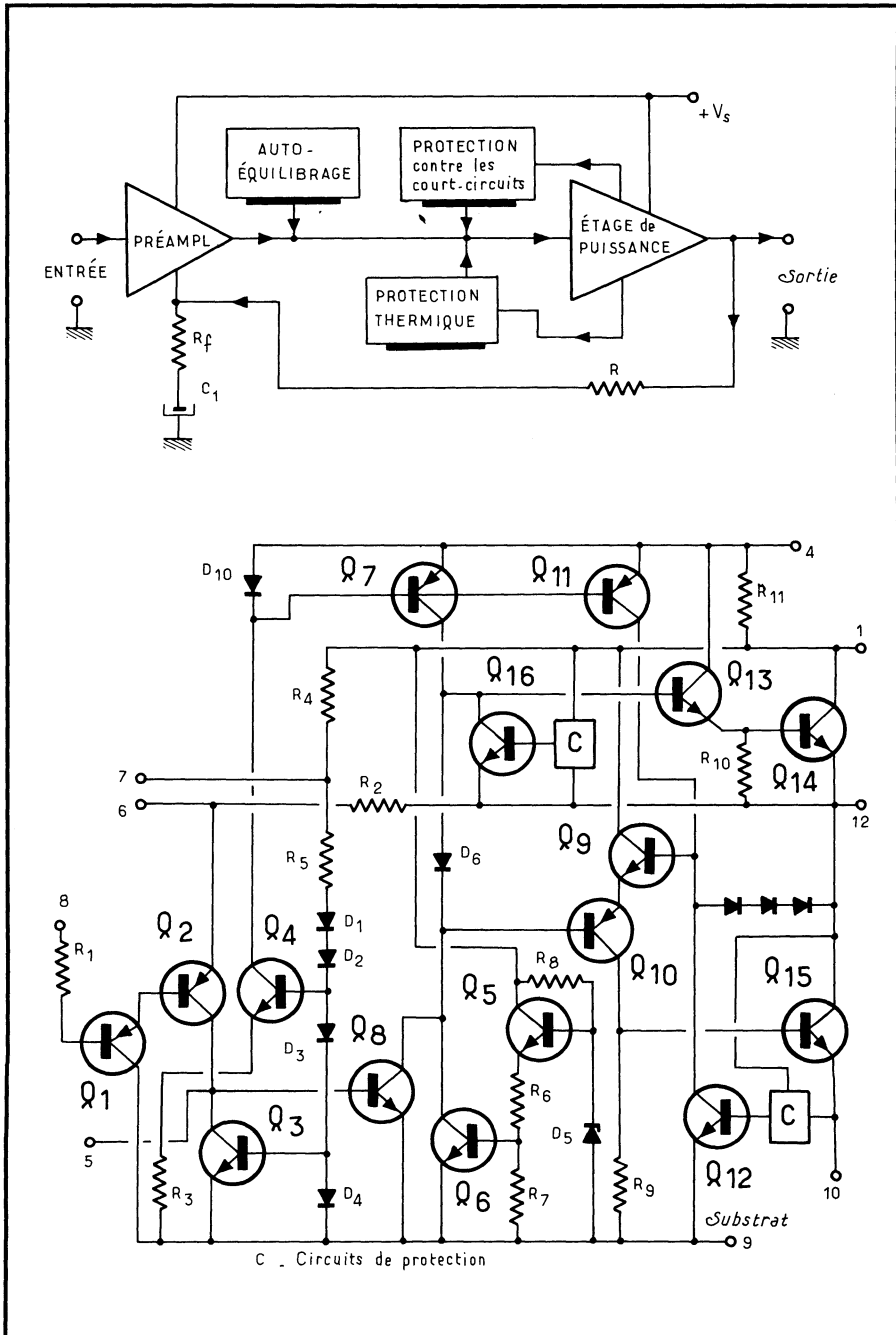 +Vs
AUTO-
ÉQUILIBRAGE
PROTECTION
contre les
court-circuits
PRÉAMPL
ÉTAGE de
PUISSANCE
ENTRÉE
Sortie
PROTECTION
THERMIQUE
Rf
R
C1
D10
Q7
Q11
4
R11
1
R4
Q16
Q13
C
7
R2
R10
Q14
6
12
R5
D6
Q9
8
D1
R1
Q2
Q4
D2
R8
Q10
Q15
Q5
D3
Q8
Q1
R6
D5
C
Q3
5
Q12
R3
D4
Q6
R7
R9
10
Substrat
9
C _ Circuits de protection